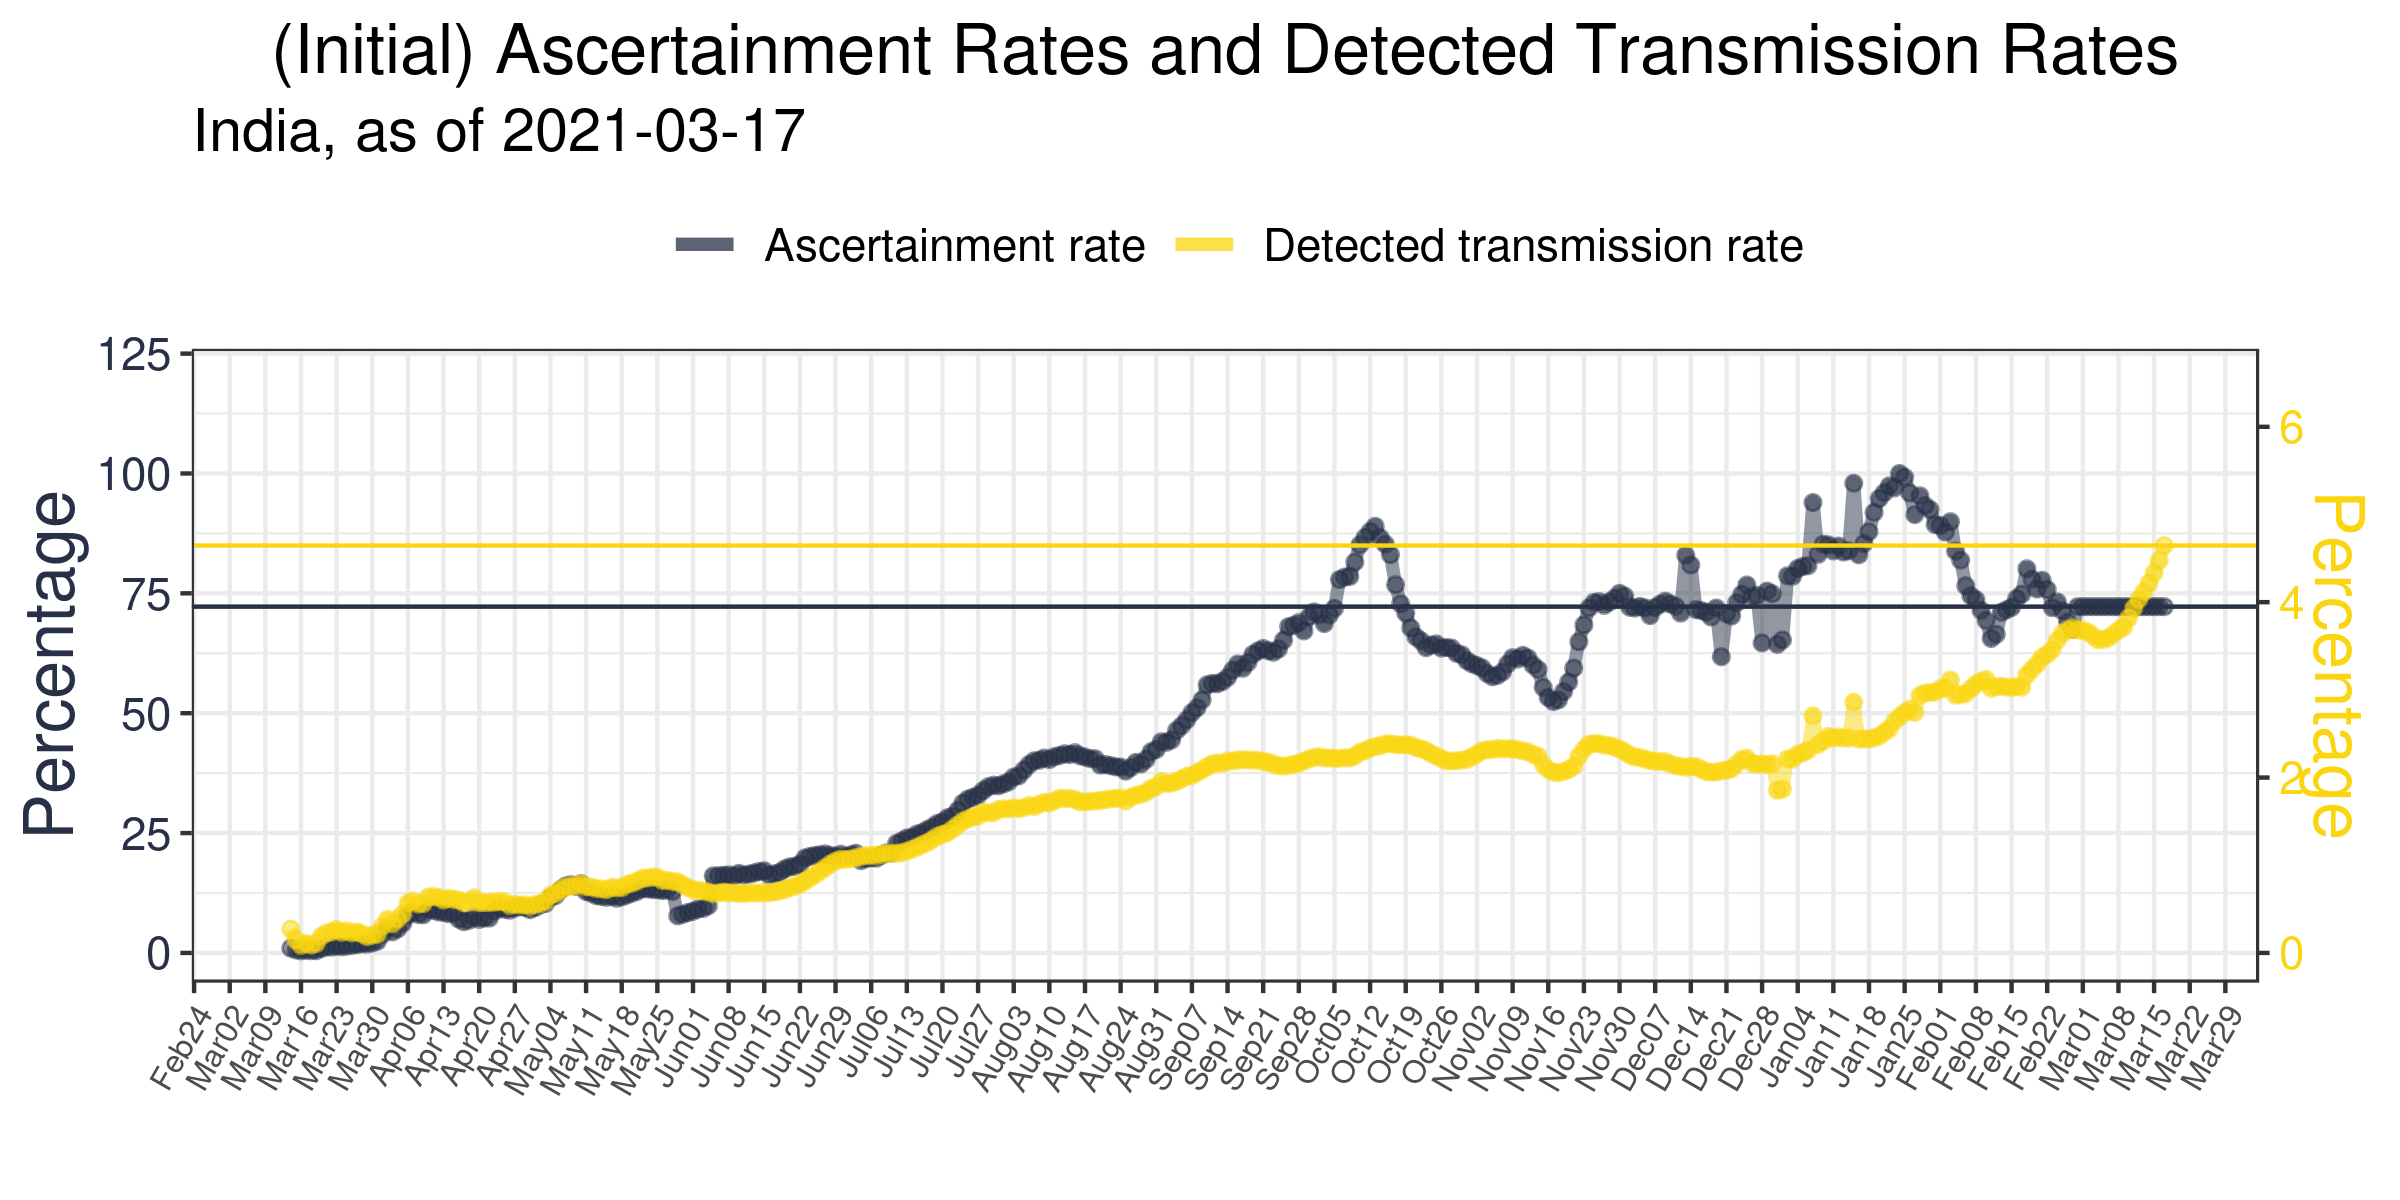 (Initial) Ascertainment Rates and Detected Transmission Rates
India, as of 2021-03-17
Ascertainment rate
Detected transmission rate
125
100
75
50
25
0
Percentage
6
4
2
0
Percentage
Feb24
Mar02
Mar09
Mar16
Mar23
Mar30
Apr06
Apr13
Apr20
Apr27
May04
May11
May18
May25
Jun01
Jun08
Jun15
Jun22
Jun29
Jul06
Jul13
Jul20
Jul27
Aug03
Aug10
Aug17
Aug24
Aug31
Sep07
Sep14
Sep21
Sep28
Oct05
Oct12
Oct19
Oct26
Nov02
Nov09
Nov16
Nov23
Nov30
Dec07
Dec14
Dec21
Dec28
Jan04
Jan11
Jan18
Jan25
Feb01
Feb08
Feb15
Feb22
Mar01
Mar08
Mar15
Mar22
Mar29